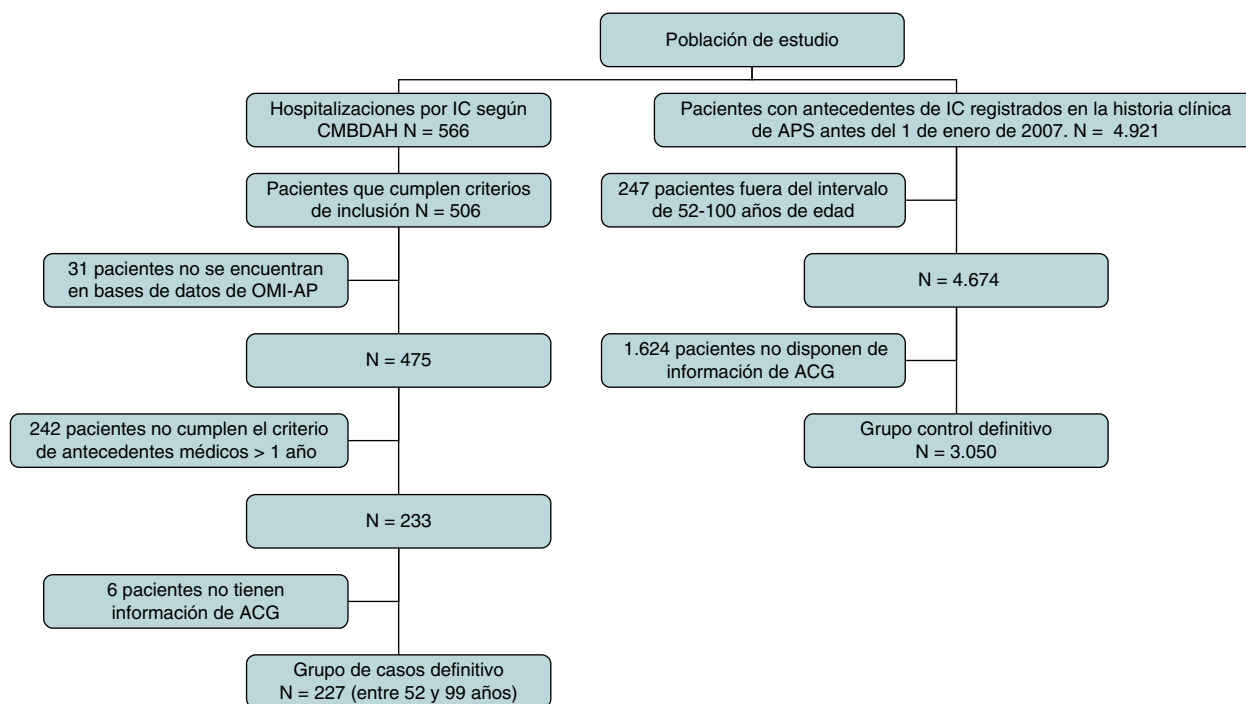 Población de estudio
Hospitalizaciones por IC según
CMBDAH N = 566
Pacientes con antecedentes de IC registrados en la historia clínica
de APS antes del 1 de enero de 2007. N = 4.921
Pacientes que cumplen criterios
de inclusión N = 506
247 pacientes fuera del intervalo
de 52-100 años de edad
31 pacientes no se encuentran
en bases de datos de OMI-AP
N = 4.674
N = 475
1.624 pacientes no disponen de
información de ACG
242 pacientes no cumplen el criterio
de antecedentes médicos > 1 año
Grupo control definitivo
N = 3.050
N = 233
6 pacientes no tienen
información de ACG
Grupo de casos definitivo
N = 227 (entre 52 y 99 años)